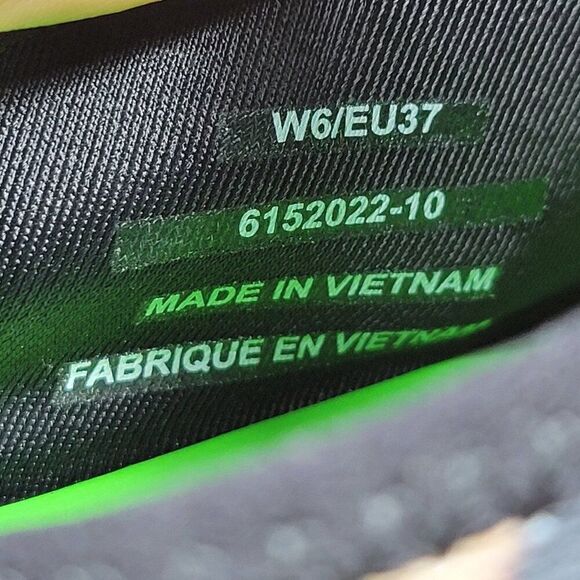 W6/EU37
6152022-10
MADE IN VIETNAM
FABRIQUE EN VIETNAM